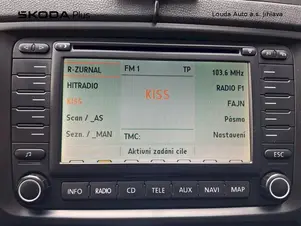 ŠKODA Plus
Louda Auto a.s. Jihlava
R-ZURNAL
FM 1
TP
103.6 MHz
HITRADIO
RADIO F1
KISS
KISS
FAJN
Scan / _AS
Pásmo
Sezn. / _MAN
TMC:
Nastavení
Aktivní zadání cíle
ESC
INFO
RADIO
CD
TELE
AUX
NAVI
MAP